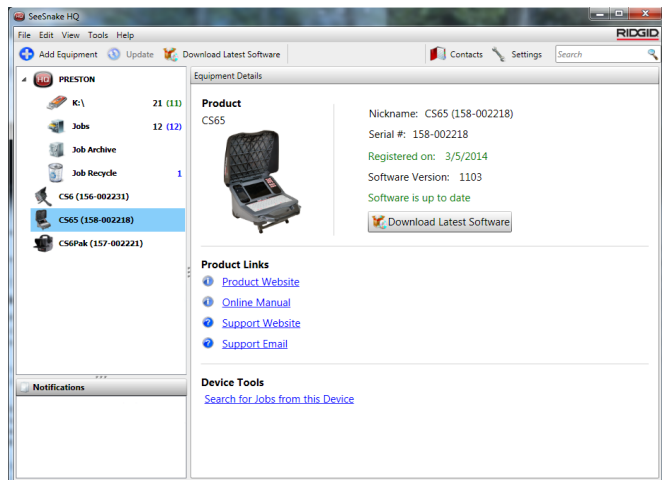 SeeSnake HQ
File Edit View Tools Help
RIDGID
Add Equipment Update Download Latest Software Contacts Settings Search
HQ PRESTON
K:\ 21 (11)
Jobs 12 (12)
Job Archive
Job Recycle 1
CS6 (156-002231)
CS65 (158-002218)
CS6Pak (157-002221)
Notifications
Equipment Details
Product
CS65
Nickname: CS65 (158-002218)
Serial #: 158-002218
Registered on: 3/5/2014
Software Version: 1103
Software is up to date
Download Latest Software
Product Links
Product Website
Online Manual
Support Website
Support Email
Device Tools
Search for Jobs from this Device